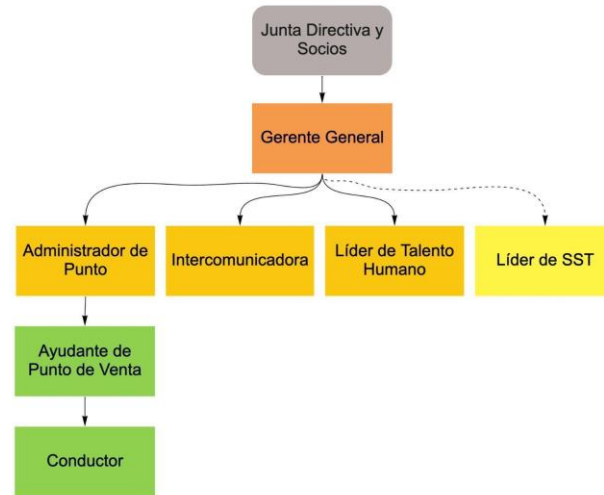 Junta Directiva y
Socios
Gerente General
Administrador de
Punto
Intercomunicadora
Líder de Talento
Humano
Líder de SST
Ayudante de
Punto de Venta
Conductor